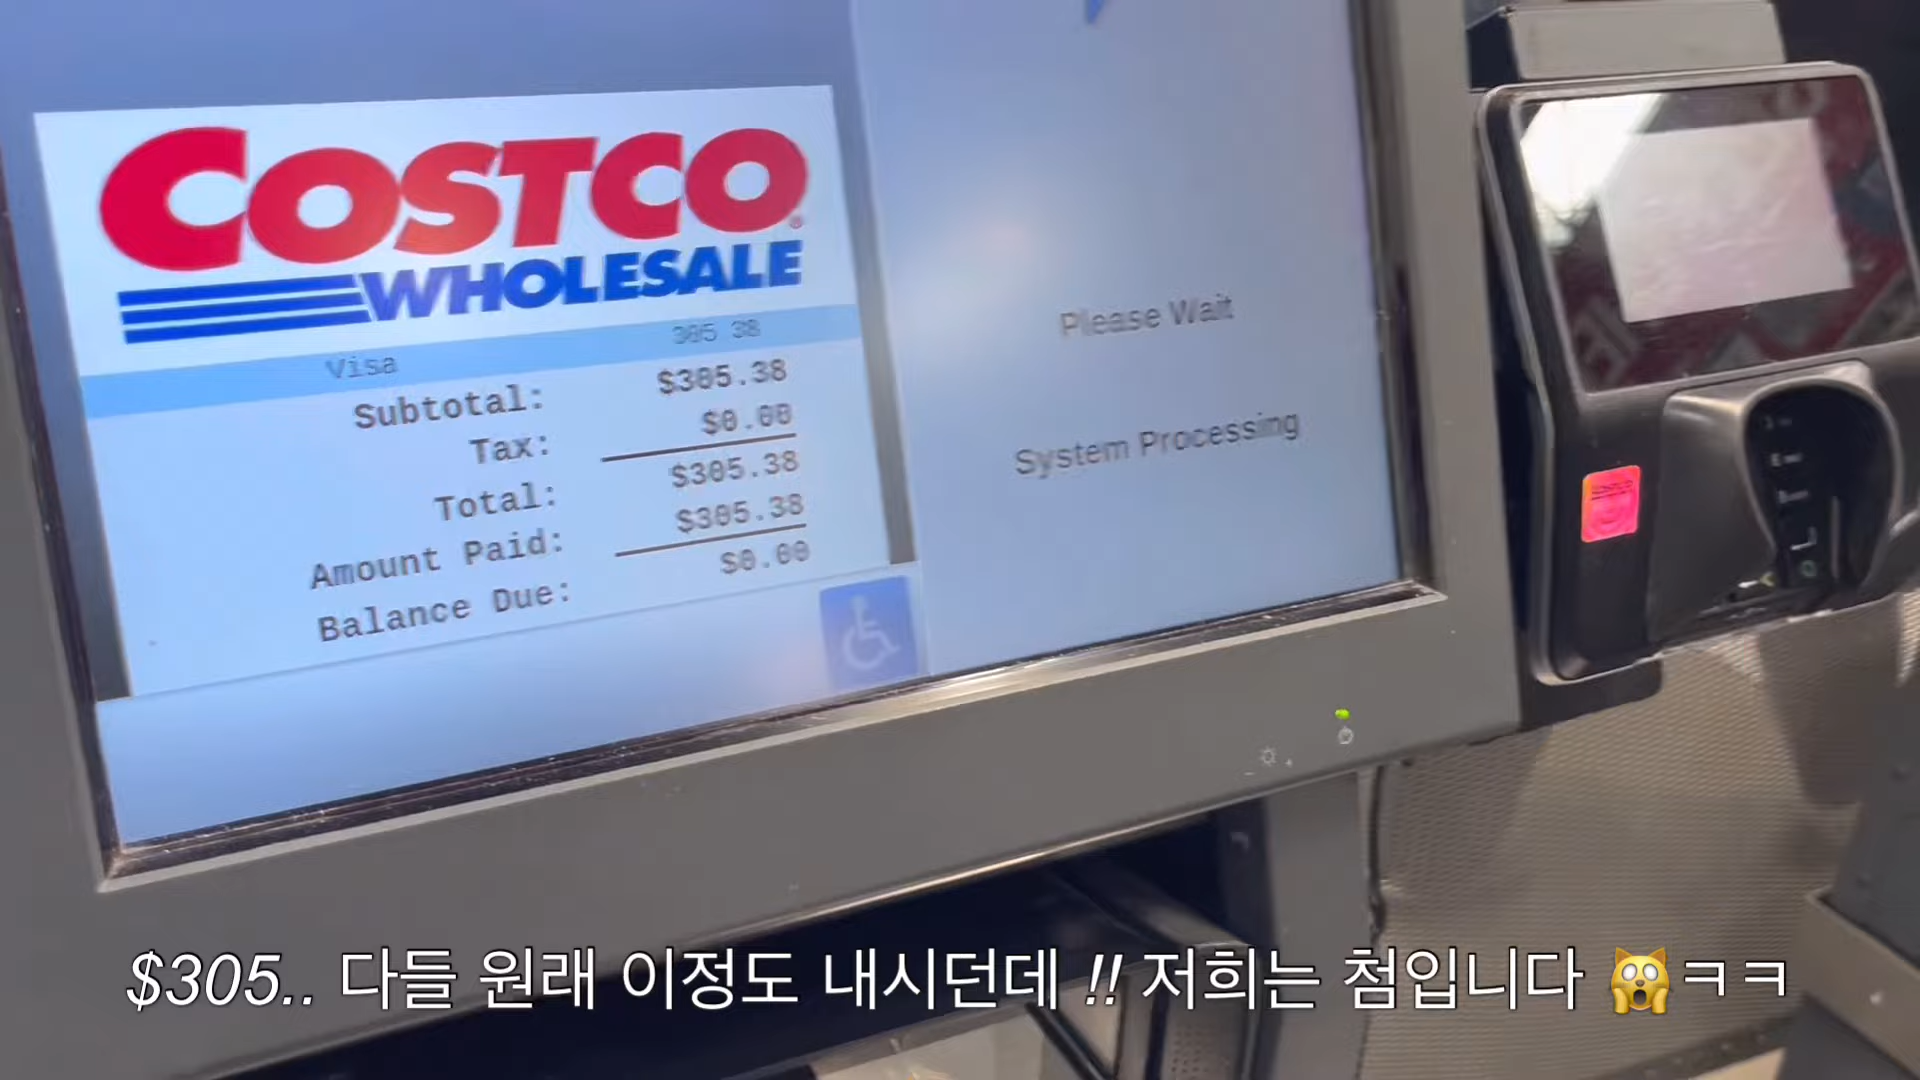 COSTCO
WHOLESALE
Visa 305 38
Subtotal: $305.38
Tax: $0.00
Total: $305.38
Amount Paid: $305.38
Balance Due: $0.00
Please Wait
System Processing
$305.. 다들 원래 이정도 내시던데 !! 저희는 첨입니다 🙀ㅋㅋ